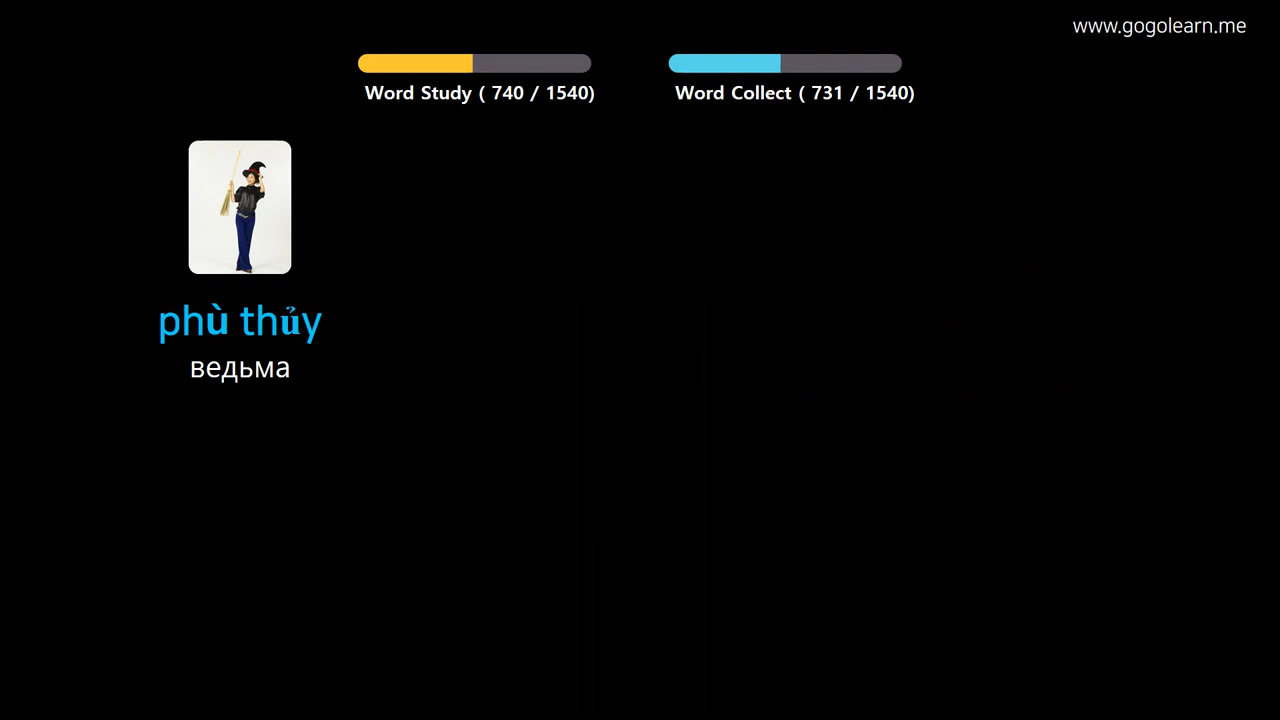 www.gogolearn.me
Word Study ( 740 / 1540)
Word Collect ( 731 / 1540)
phù thủy
ведьма